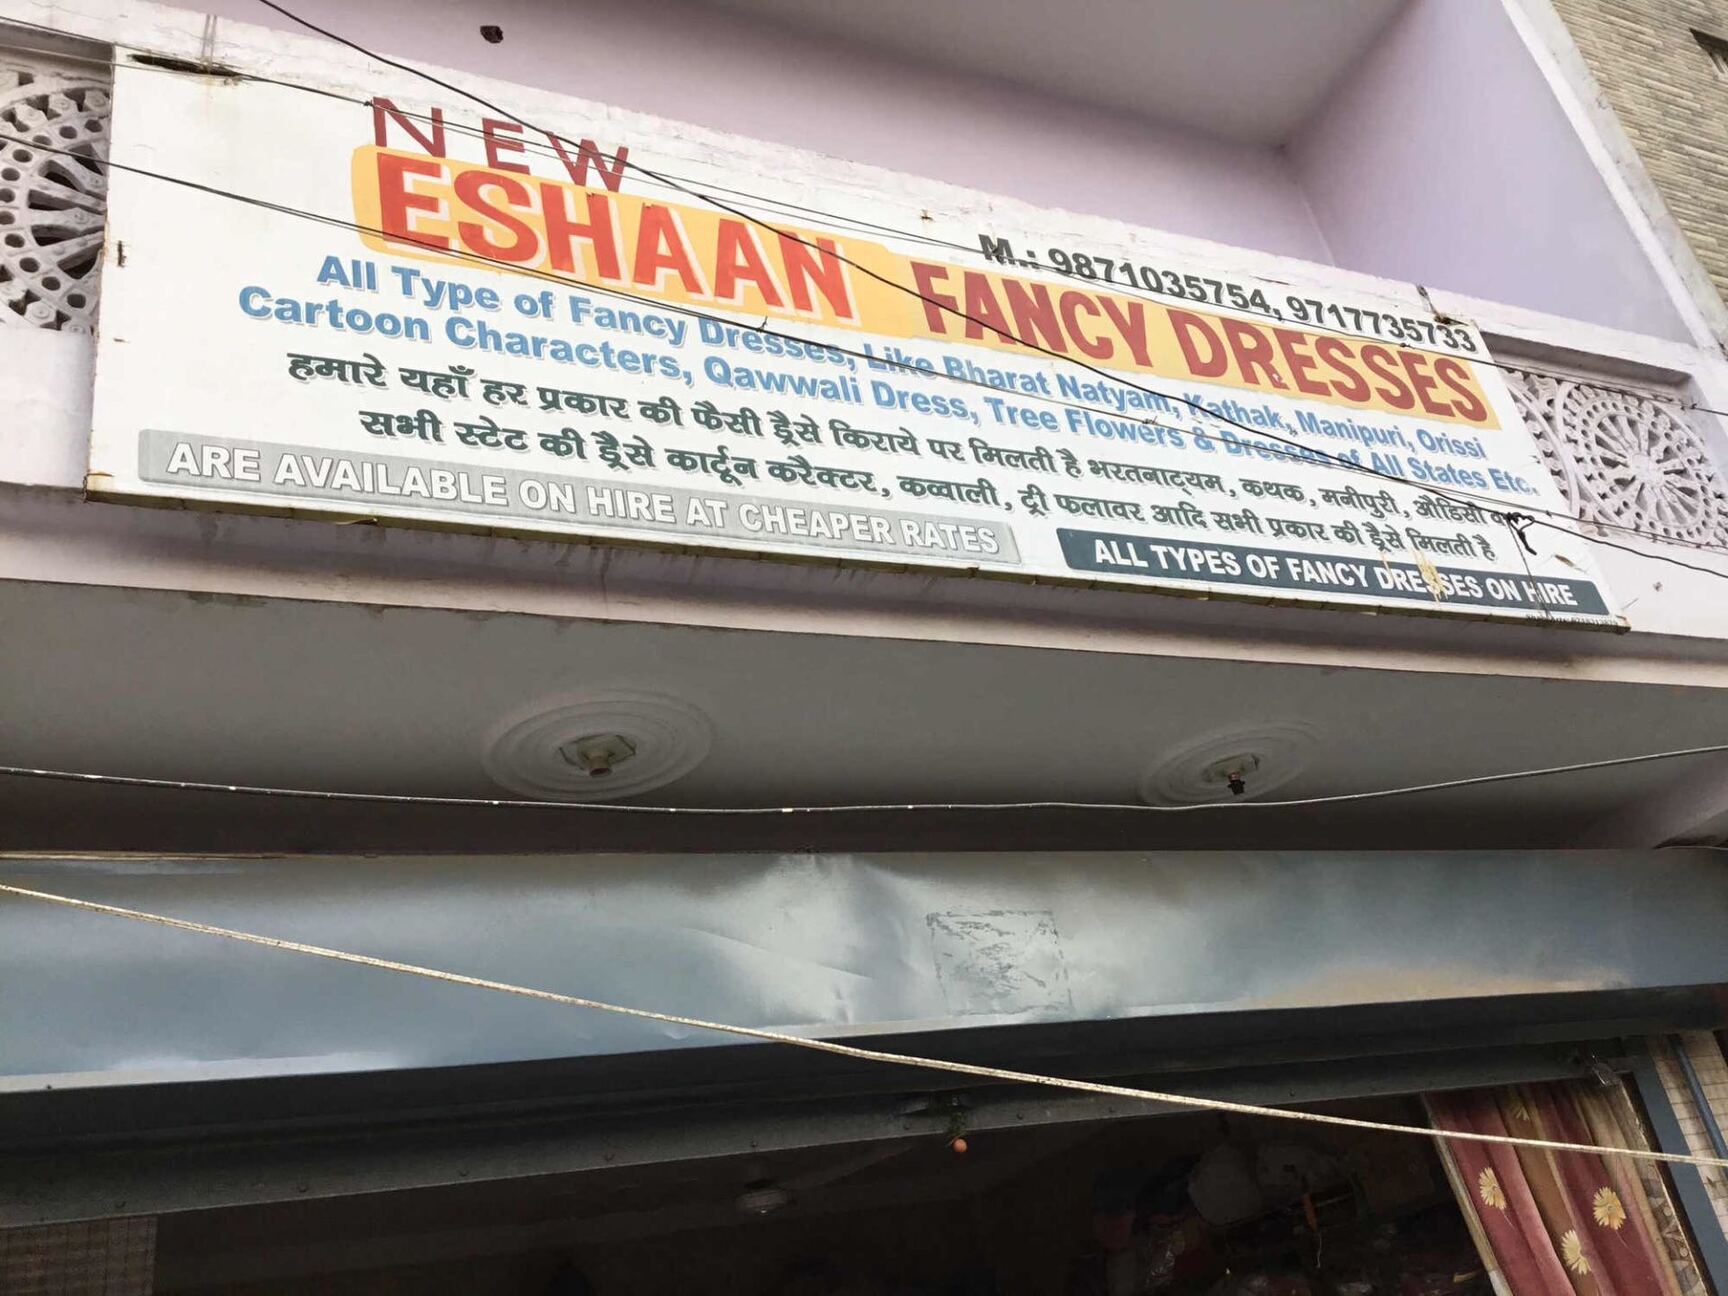 NEW
M.: 9871035754, 9717735733
ESHAAN FANCY DRESSES
All Type of Fancy Dresses, Like Bharat Natyam, Kathak, Manipuri, Orissi
Cartoon Characters, Qawwali Dress, Tree Flowers & Dresses of All States Etc.
हमारे यहाँ हर प्रकार की फैंसी ड्रैसे किराये पर मिलती है भरतनाट्यम, कथक, मनीपुरी, औडिसी व
सभी स्टेट की ड्रैसे कार्टून करैक्टर, कव्वाली, ट्री फलावर आदि सभी प्रकार की ड्रैसे मिलती है
ARE AVAILABLE ON HIRE AT CHEAPER RATES
ALL TYPES OF FANCY DRESSES ON HIRE